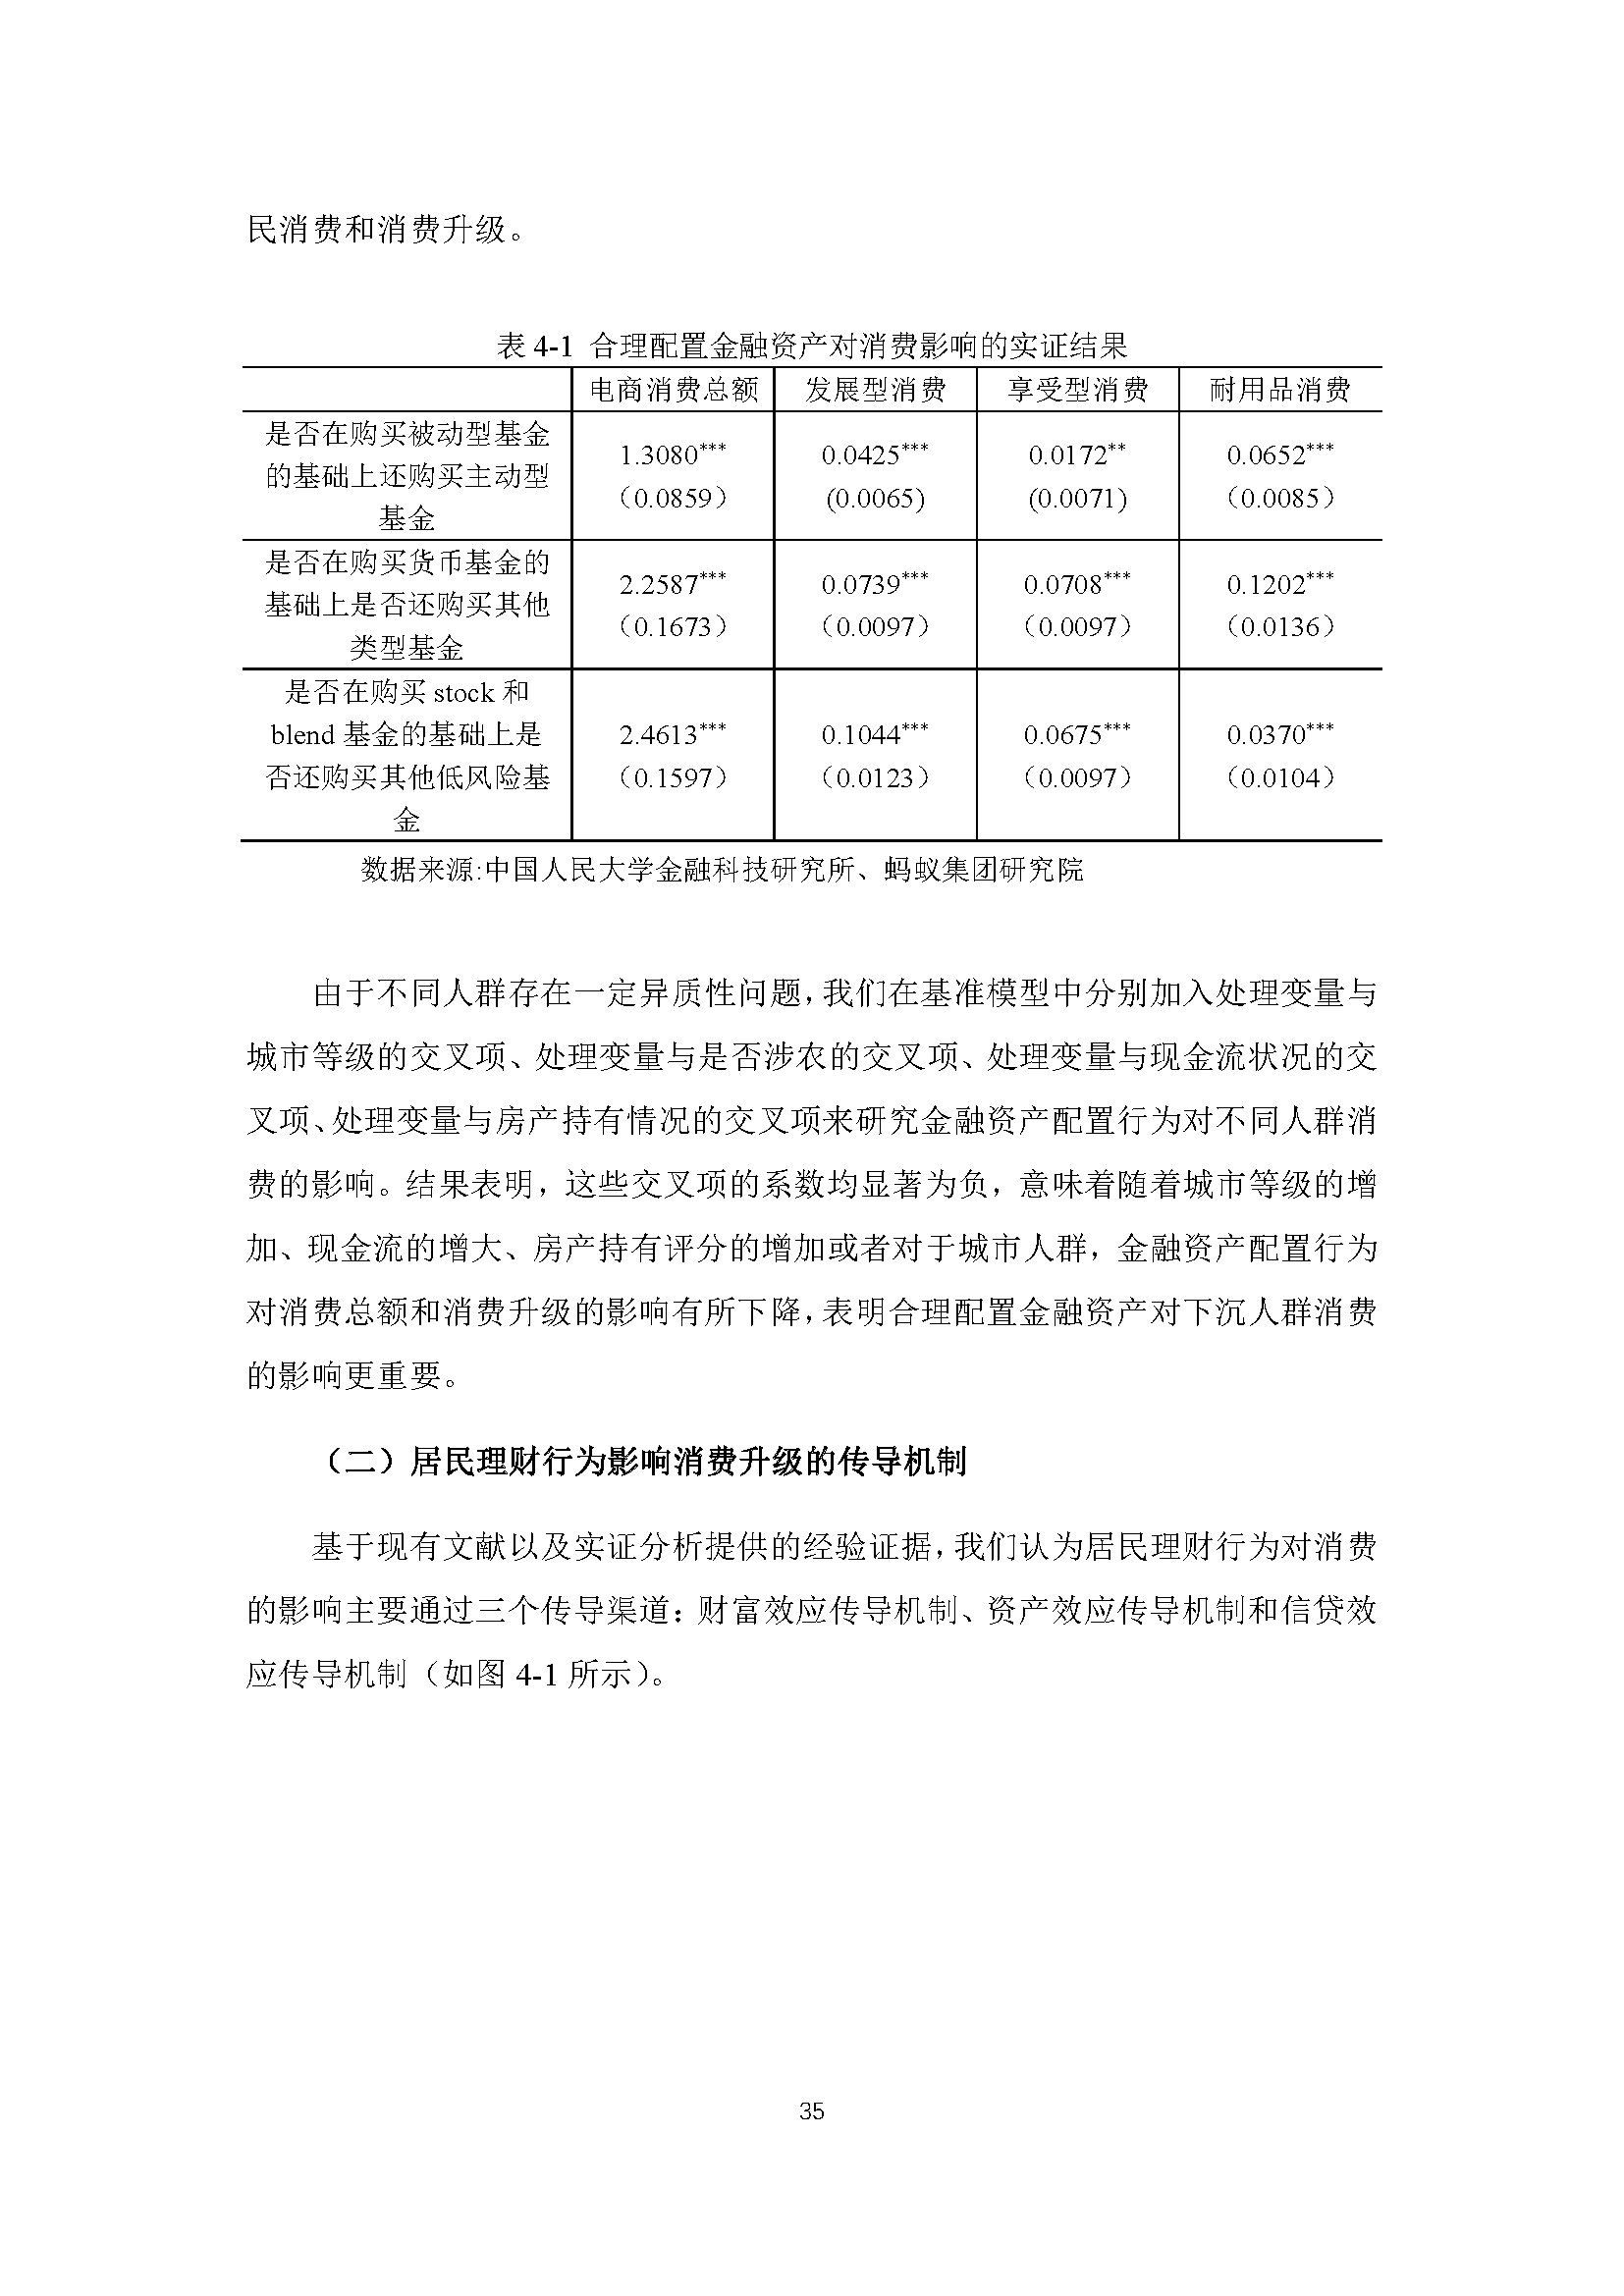 民消费和消费升级。
表 4-1 合理配置金融资产对消费影响的实证结果
电商消费总额 发展型消费 享受型消费 耐用品消费
是否在购买被动型基金
的基础上还购买主动型
基金
1.3080*** 0.0425*** 0.0172** 0.0652***
（0.0859） (0.0065) (0.0071) （0.0085）
是否在购买货币基金的
基础上是否还购买其他
类型基金
2.2587*** 0.0739*** 0.0708*** 0.1202***
（0.1673） （0.0097） （0.0097） （0.0136）
是否在购买 stock 和
blend 基金的基础上是
否还购买其他低风险基
金
2.4613*** 0.1044*** 0.0675*** 0.0370***
（0.1597） （0.0123） （0.0097） （0.0104）
数据来源:中国人民大学金融科技研究所、蚂蚁集团研究院
由于不同人群存在一定异质性问题，我们在基准模型中分别加入处理变量与
城市等级的交叉项、处理变量与是否涉农的交叉项、处理变量与现金流状况的交
叉项、处理变量与房产持有情况的交叉项来研究金融资产配置行为对不同人群消
费的影响。结果表明，这些交叉项的系数均显著为负，意味着随着城市等级的增
加、现金流的增大、房产持有评分的增加或者对于城市人群，金融资产配置行为
对消费总额和消费升级的影响有所下降，表明合理配置金融资产对下沉人群消费
的影响更重要。
（二）居民理财行为影响消费升级的传导机制
基于现有文献以及实证分析提供的经验证据，我们认为居民理财行为对消费
的影响主要通过三个传导渠道：财富效应传导机制、资产效应传导机制和信贷效
应传导机制（如图 4-1 所示）。
35